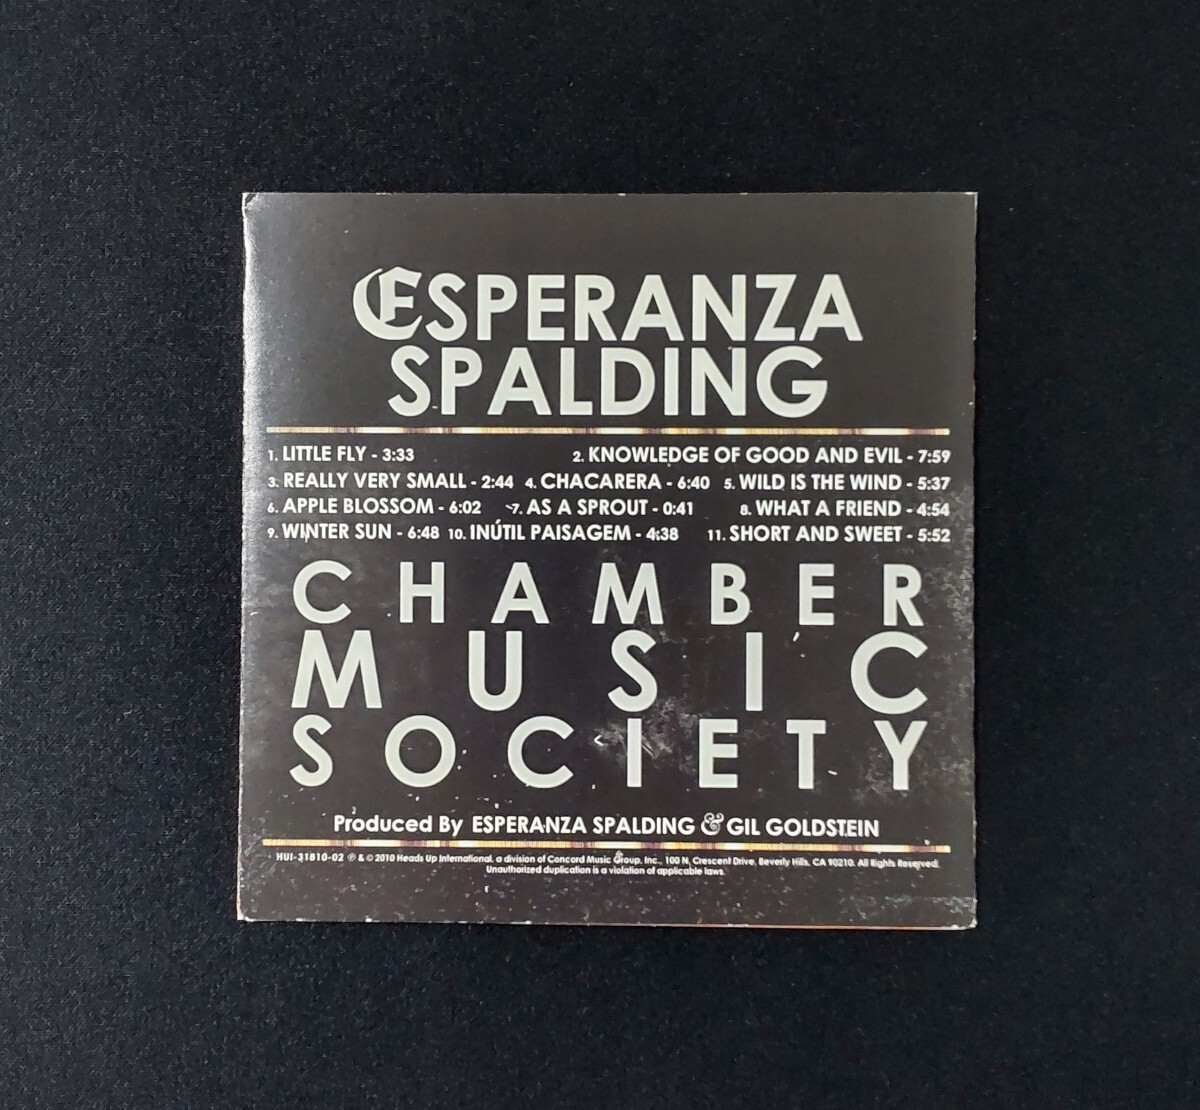 ESPERANZA
SPALDING
1. LITTLE FLY - 3:33 2. KNOWLEDGE OF GOOD AND EVIL - 7:59
3. REALLY VERY SMALL - 2:44 4. CHACARERA - 6:40 5. WILD IS THE WIND - 5:37
6. APPLE BLOSSOM - 6:02 7. AS A SPROUT - 0:41 8. WHAT A FRIEND - 4:54
9. WINTER SUN - 6:48 10. INÚTIL PAISAGEM - 4:38 11. SHORT AND SWEET - 5:52
CHAMBER
MUSIC
SOCIETY
Produced By ESPERANZA SPALDING & GIL GOLDSTEIN
HUI-31810-02 ℗ & © 2010 Heads Up International, a division of Concord Music Group, Inc., 100 N. Crescent Drive, Beverly Hills, CA 90210. All Rights Reserved.
Unauthorized duplication is a violation of applicable laws.